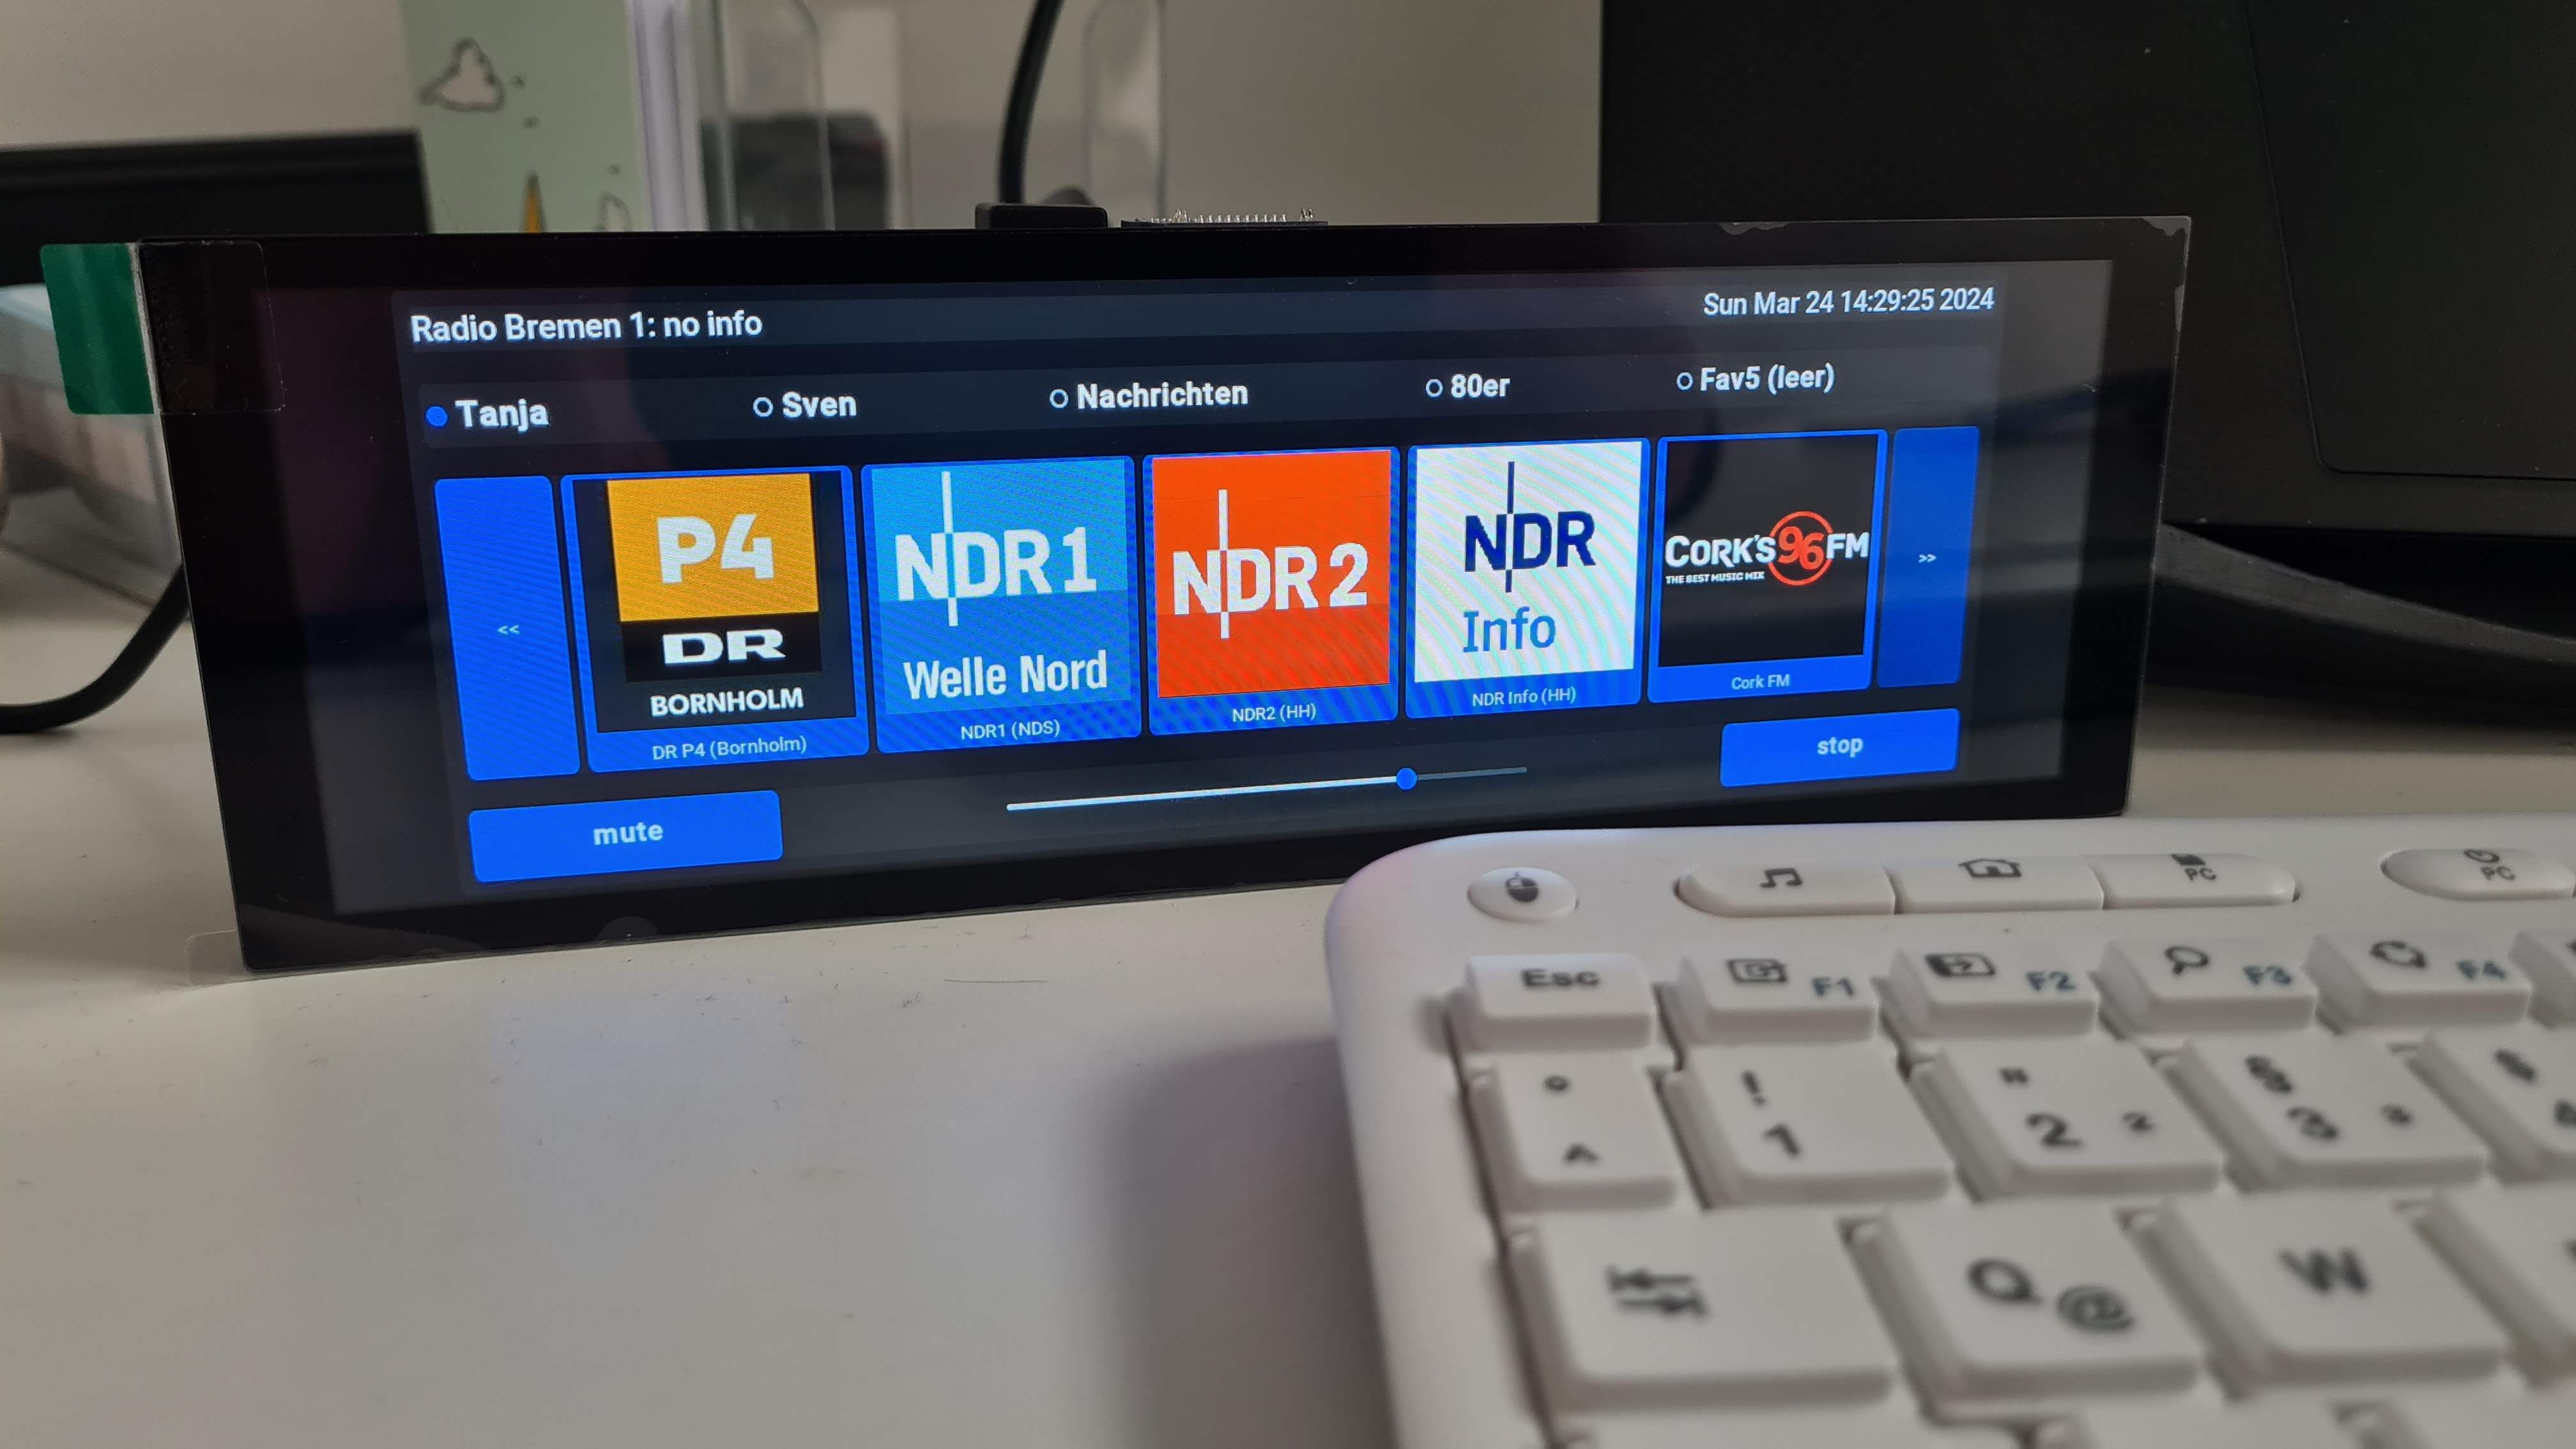 Radio Bremen 1: no info
Sun Mar 24 14:29:25 2024
Tanja
Sven
Nachrichten
80er
Fav5 (leer)
<<
P4
DR
BORNHOLM
DR P4 (Bornholm)
NDR 1
Welle Nord
NDR1 (NDS)
NDR 2
NDR2 (HH)
NDR
Info
NDR Info (HH)
CORK'S 96 FM
THE BEST MUSIC MIX
Cork FM
>>
mute
stop
PC
PC
Esc
F1
F2
F3
F4
° ! " §
^ 1 2 ² 3 ³
Q @ W